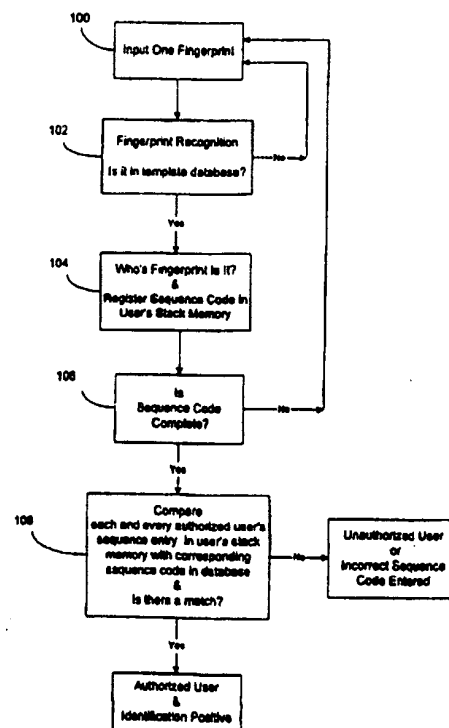 100
Input One Fingerprint
102
Fingerprint Recognition
Is it in template database?
No
Yes
104
Who's Fingerprint is it?
&
Register Sequence Code in
User's Stack Memory
106
Is
Sequence Code
Complete?
No
Yes
108
Compare
each and every authorized user's
sequence entry in user's stack
memory with corresponding
sequence code in database
&
Is there a match?
No
Unauthorized User
or
Incorrect Sequence
Code Entered
Yes
Authorized User
&
Identification Positive